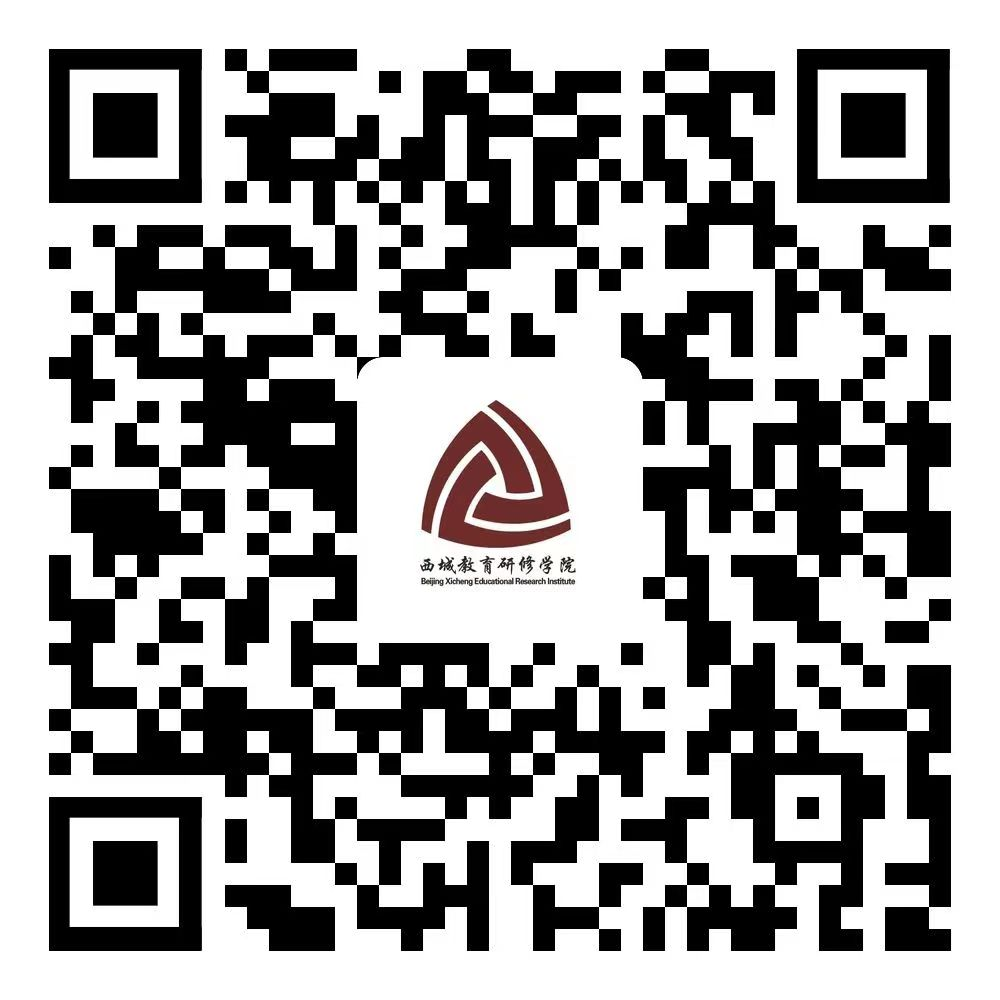 西城教育研修学院
Beijing Xicheng Educational Research Institute